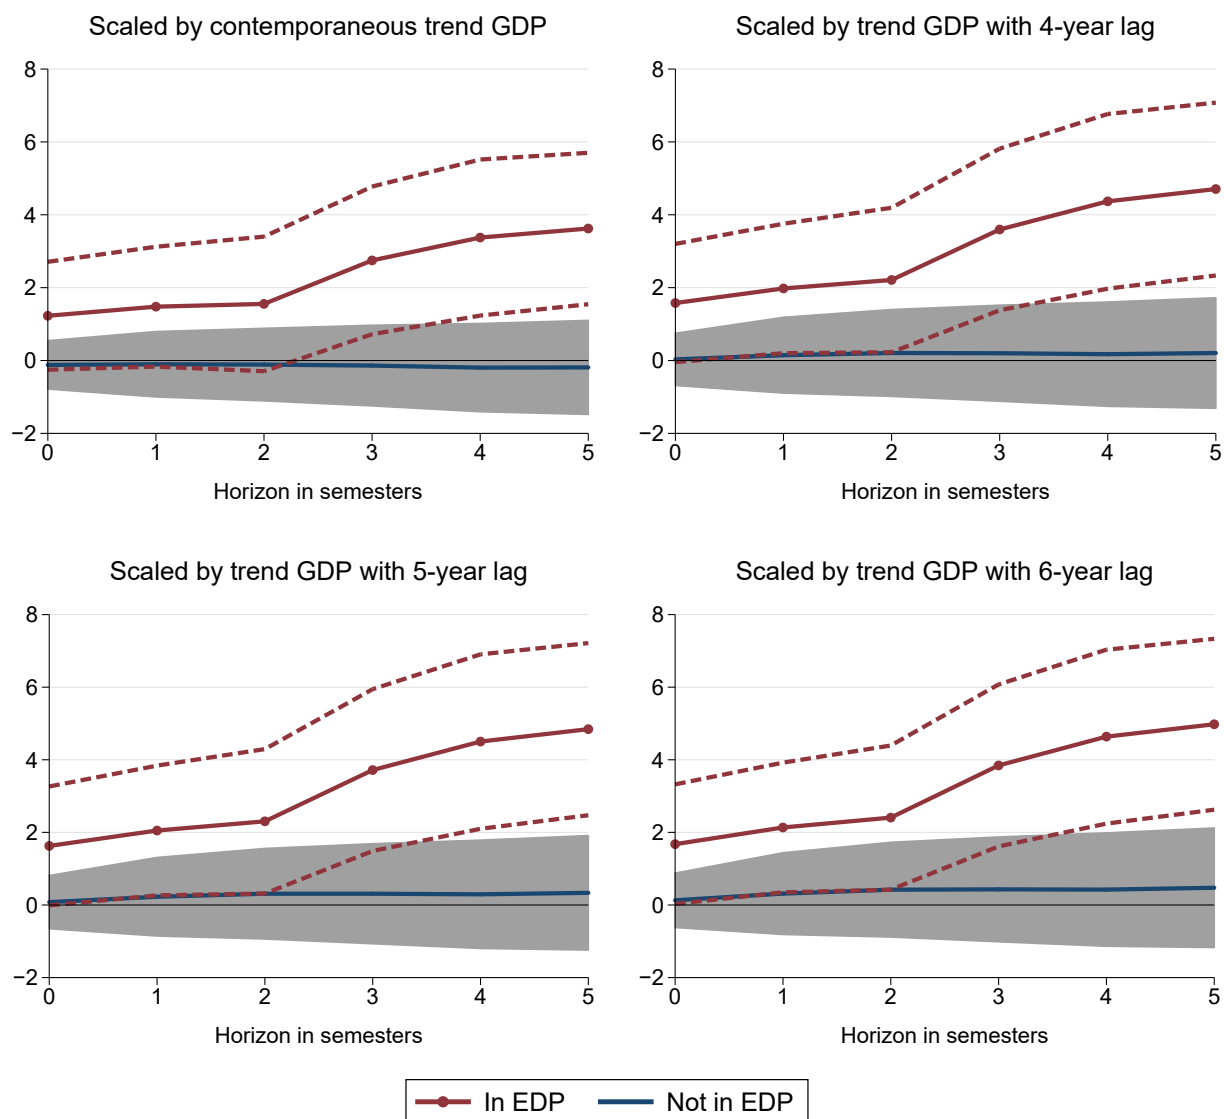 Scaled by contemporaneous trend GDP
8
6
4
2
0
−2
0 1 2 3 4 5
Horizon in semesters
Scaled by trend GDP with 4-year lag
8
6
4
2
0
−2
0 1 2 3 4 5
Horizon in semesters
Scaled by trend GDP with 5-year lag
8
6
4
2
0
−2
0 1 2 3 4 5
Horizon in semesters
Scaled by trend GDP with 6-year lag
8
6
4
2
0
−2
0 1 2 3 4 5
Horizon in semesters
In EDP Not in EDP